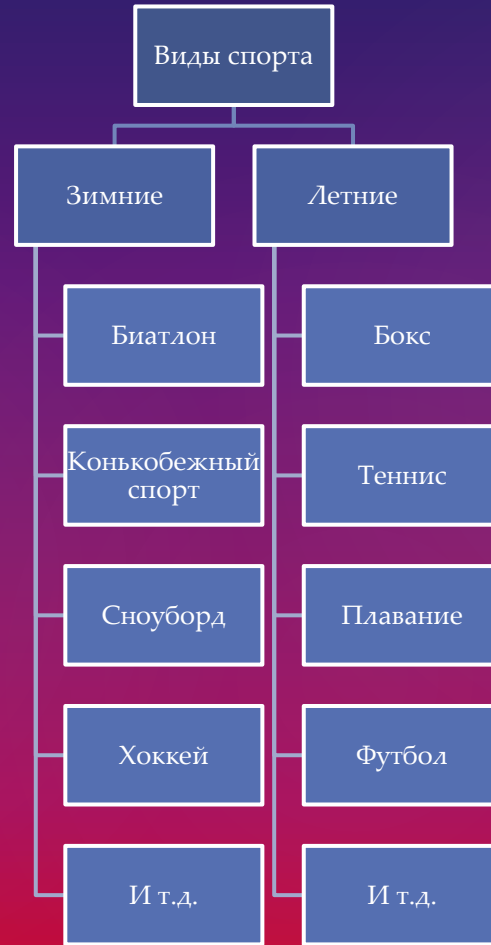 Виды спорта
Зимние
Летние
Биатлон
Конькобежный
спорт
Сноуборд
Хоккей
И т.д.
Бокс
Теннис
Плавание
Футбол
И т.д.